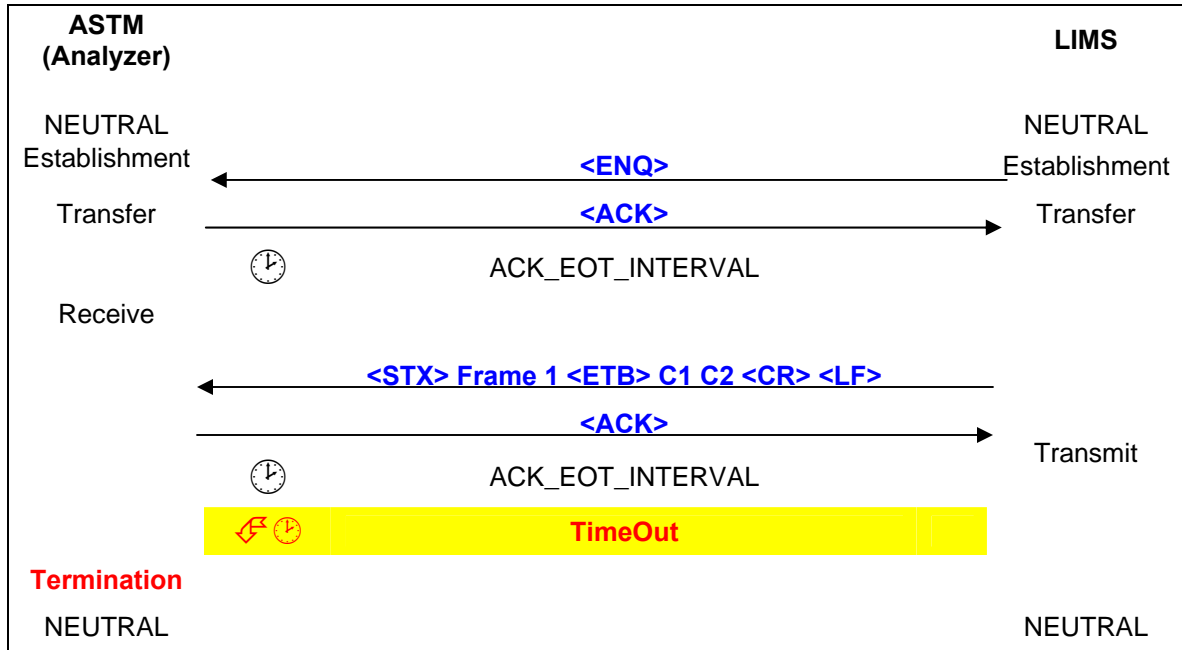 ASTM
(Analyzer)
LIMS
NEUTRAL
NEUTRAL
Establishment
<ENQ>
Establishment
Transfer
<ACK>
Transfer
ACK_EOT_INTERVAL
Receive
<STX> Frame 1 <ETB> C1 C2 <CR> <LF>
<ACK>
Transmit
ACK_EOT_INTERVAL
TimeOut
Termination
NEUTRAL
NEUTRAL